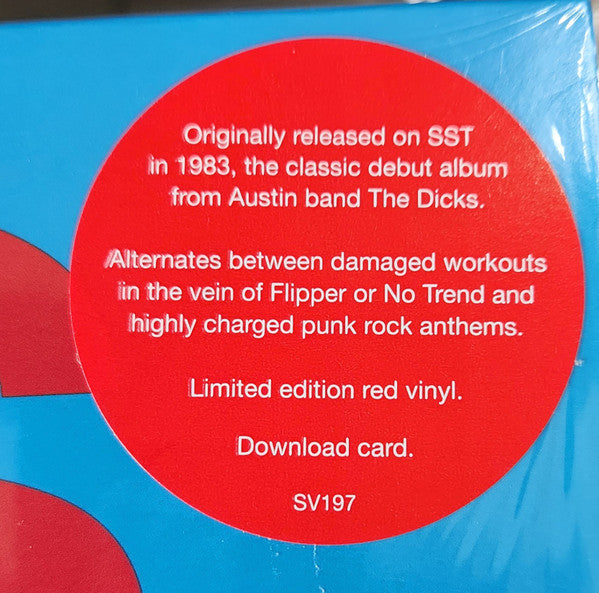 Originally released on SST
in 1983, the classic debut album
from Austin band The Dicks.
Alternates between damaged workouts
in the vein of Flipper or No Trend and
highly charged punk rock anthems.
Limited edition red vinyl.
Download card.
SV197